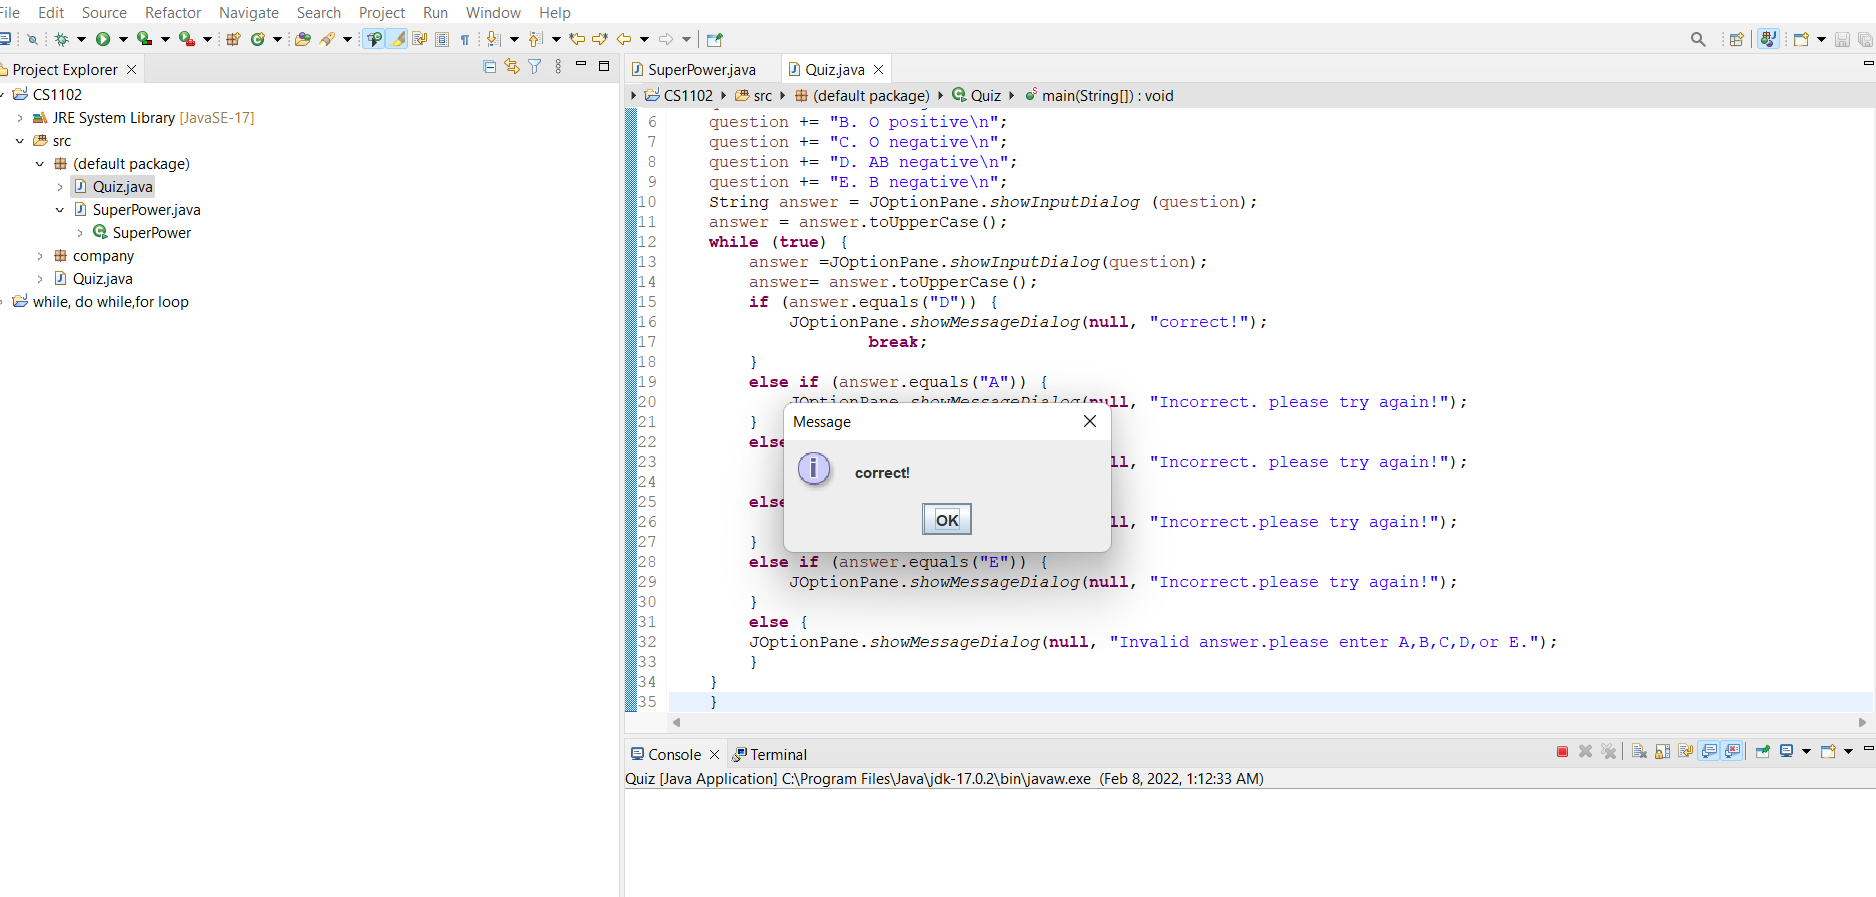 File Edit Source Refactor Navigate Search Project Run Window Help
Project Explorer
CS1102
JRE System Library [JavaSE-17]
src
(default package)
Quiz.java
SuperPower.java
SuperPower
company
Quiz.java
while, do while,for loop
SuperPower.java Quiz.java
CS1102 src (default package) Quiz main(String[]) : void
6 question += "B. O positive\n";
7 question += "C. O negative\n";
8 question += "D. AB negative\n";
9 question += "E. B negative\n";
10 String answer = JOptionPane.showInputDialog (question);
11 answer = answer.toUpperCase();
12 while (true) {
13 answer =JOptionPane.showInputDialog(question);
14 answer= answer.toUpperCase();
15 if (answer.equals("D")) {
16 JOptionPane.showMessageDialog(null, "correct!");
17 break;
18 }
19 else if (answer.equals("A")) {
20 JOptionPane.showMessageDialog(null, "Incorrect. please try again!");
21 }
22 else
23 ll, "Incorrect. please try again!");
24
25 else
26 ll, "Incorrect.please try again!");
27 }
28 else if (answer.equals("E")) {
29 JOptionPane.showMessageDialog(null, "Incorrect.please try again!");
30 }
31 else {
32 JOptionPane.showMessageDialog(null, "Invalid answer.please enter A,B,C,D,or E.");
33 }
34 }
35 }
Message
correct!
OK
Console Terminal
Quiz [Java Application] C:\Program Files\Java\jdk-17.0.2\bin\javaw.exe (Feb 8, 2022, 1:12:33 AM)